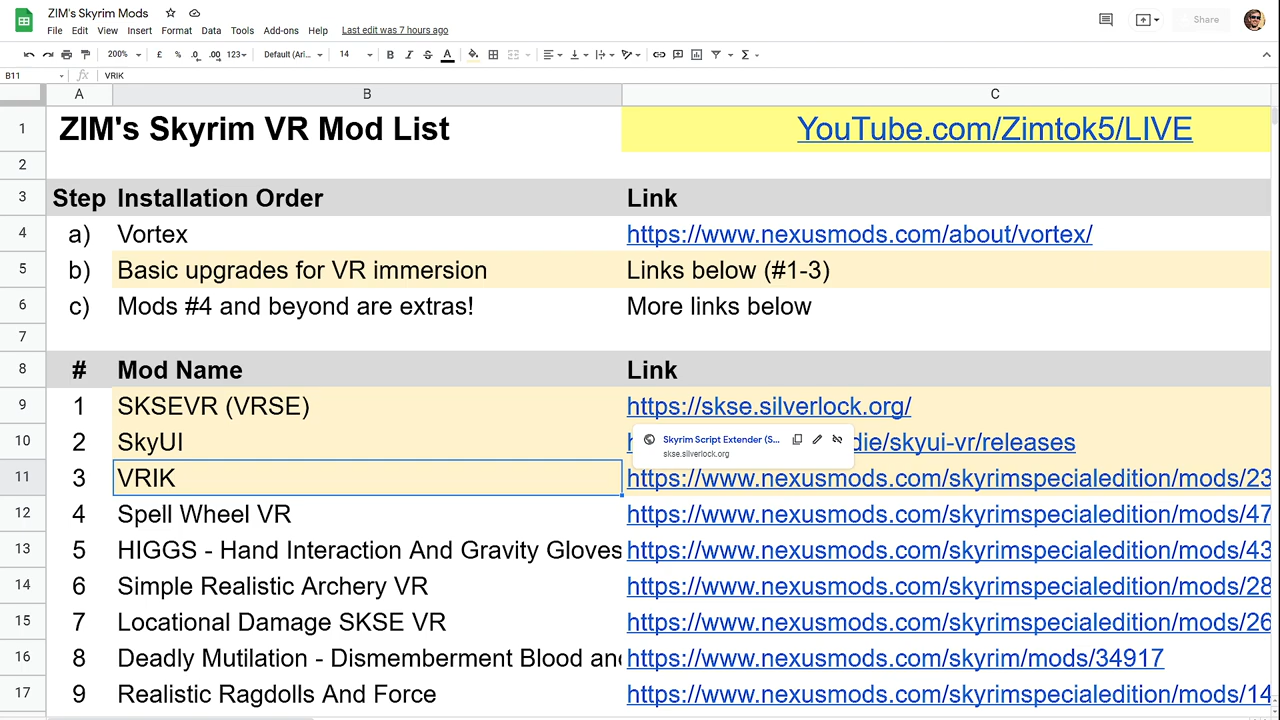 ZIM's Skyrim Mods
File Edit View Insert Format Data Tools Add-ons Help Last edit was 7 hours ago
Share
200% £ % .0 .00 123 Default (Ari... 14 B I S A
B11 fx VRIK
A B C
1 ZIM's Skyrim VR Mod List YouTube.com/Zimtok5/LIVE
2
3 Step Installation Order Link
4 a) Vortex https://www.nexusmods.com/about/vortex/
5 b) Basic upgrades for VR immersion Links below (#1-3)
6 c) Mods #4 and beyond are extras! More links below
7
8 # Mod Name Link
9 1 SKSEVR (VRSE) https://skse.silverlock.org/
10 2 SkyUI die/skyui-vr/releases
Skyrim Script Extender (S...
skse.silverlock.org
11 3 VRIK https://www.nexusmods.com/skyrimspecialedition/mods/23
12 4 Spell Wheel VR https://www.nexusmods.com/skyrimspecialedition/mods/47
13 5 HIGGS - Hand Interaction And Gravity Gloves https://www.nexusmods.com/skyrimspecialedition/mods/43
14 6 Simple Realistic Archery VR https://www.nexusmods.com/skyrimspecialedition/mods/28
15 7 Locational Damage SKSE VR https://www.nexusmods.com/skyrimspecialedition/mods/26
16 8 Deadly Mutilation - Dismemberment Blood and https://www.nexusmods.com/skyrim/mods/34917
17 9 Realistic Ragdolls And Force https://www.nexusmods.com/skyrimspecialedition/mods/14